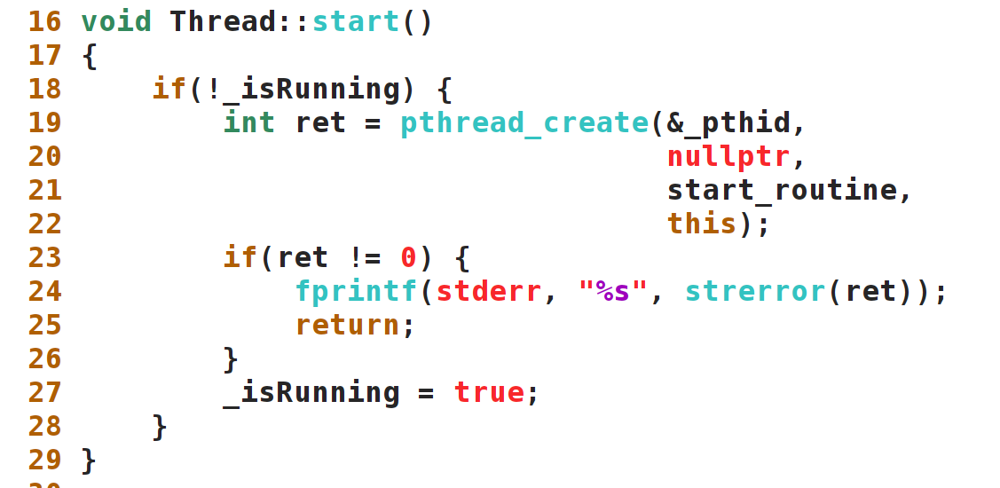 16 void Thread::start()
17 {
18     if(!_isRunning) {
19         int ret = pthread_create(&_pthid,
20                                  nullptr,
21                                  start_routine,
22                                  this);
23         if(ret != 0) {
24             fprintf(stderr, "%s", strerror(ret));
25             return;
26         }
27         _isRunning = true;
28     }
29 }